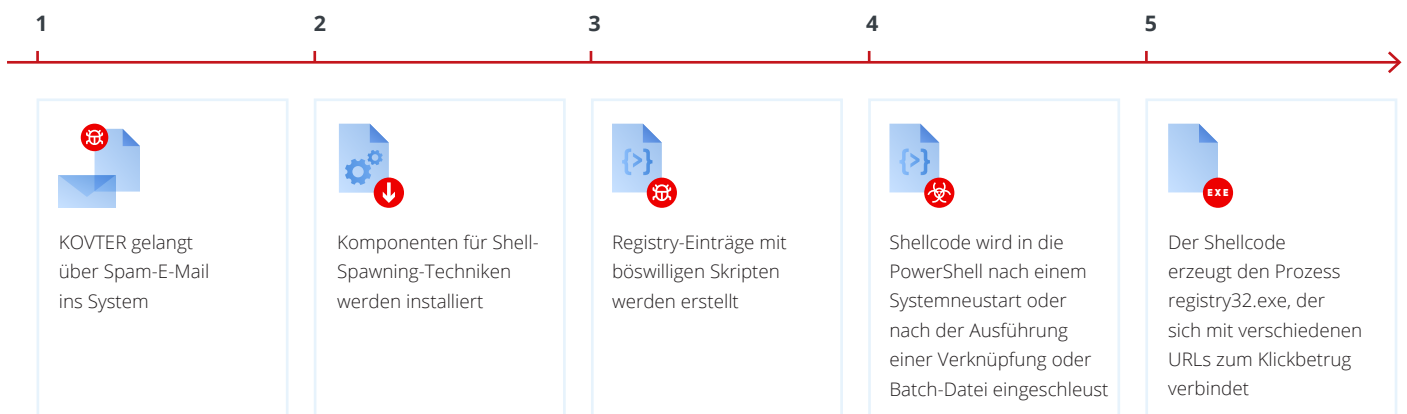 1
2
3
4
5
KOVTER gelangt
über Spam-E-Mail
ins System
Komponenten für Shell-
Spawning-Techniken
werden installiert
Registry-Einträge mit
böswilligen Skripten
werden erstellt
Shellcode wird in die
PowerShell nach einem
Systemneustart oder
nach der Ausführung
einer Verknüpfung oder
Batch-Datei eingeschleust
EXE
Der Shellcode
erzeugt den Prozess
registry32.exe, der
sich mit verschiedenen
URLs zum Klickbetrug
verbindet